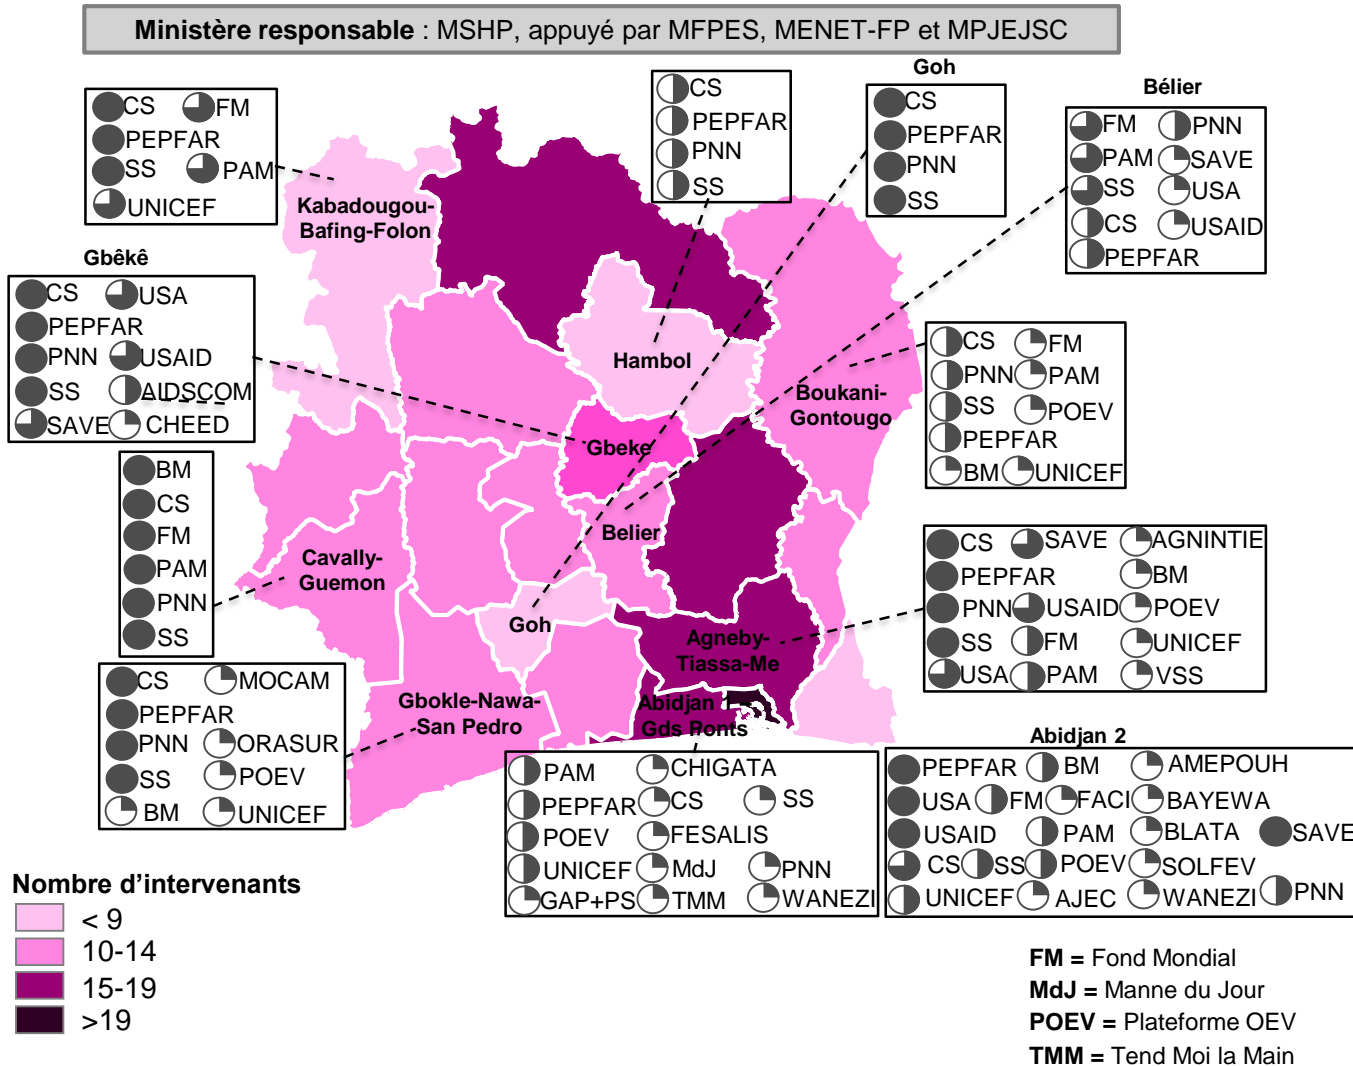 Ministère responsable : MSHP, appuyé par MFPES, MENET-FP et MPJEJSC
CS FM
PEPFAR
SS PAM
UNICEF
CS
PEPFAR
PNN
SS
Goh
CS
PEPFAR
PNN
SS
Bélier
FM PNN
PAM SAVE
SS USA
CS USAID
PEPFAR
Kabadougou-
Bafing-Folon
Gbêkê
CS USA
PEPFAR
PNN USAID
SS AIDSCOM
SAVE CHEED
Hambol
Boukani-
Gontougo
CS FM
PNN PAM
SS POEV
PEPFAR
BM UNICEF
Gbeke
Belier
BM
CS
FM
PAM
PNN
SS
Cavally-
Guemon
Goh
Agneby-
Tiassa-Me
CS SAVE AGNINTIE
PEPFAR BM
PNN USAID POEV
SS FM UNICEF
USA PAM VSS
CS MOCAM
PEPFAR
PNN ORASUR
SS POEV
BM UNICEF
Gbokle-Nawa-
San Pedro
Abidjan 1
Gds Ponts
PAM CHIGATA
PEPFAR CS SS
POEV FESALIS
UNICEF MdJ PNN
GAP+PS TMM WANEZI
Abidjan 2
PEPFAR BM AMEPOUH
USA FM FACI BAYEWA
USAID PAM BLATA SAVE
CS SS POEV SOLFEV
UNICEF AJEC WANEZI PNN
Nombre d’intervenants
< 9
10-14
15-19
>19
FM = Fond Mondial
MdJ = Manne du Jour
POEV = Plateforme OEV
TMM = Tend Moi la Main